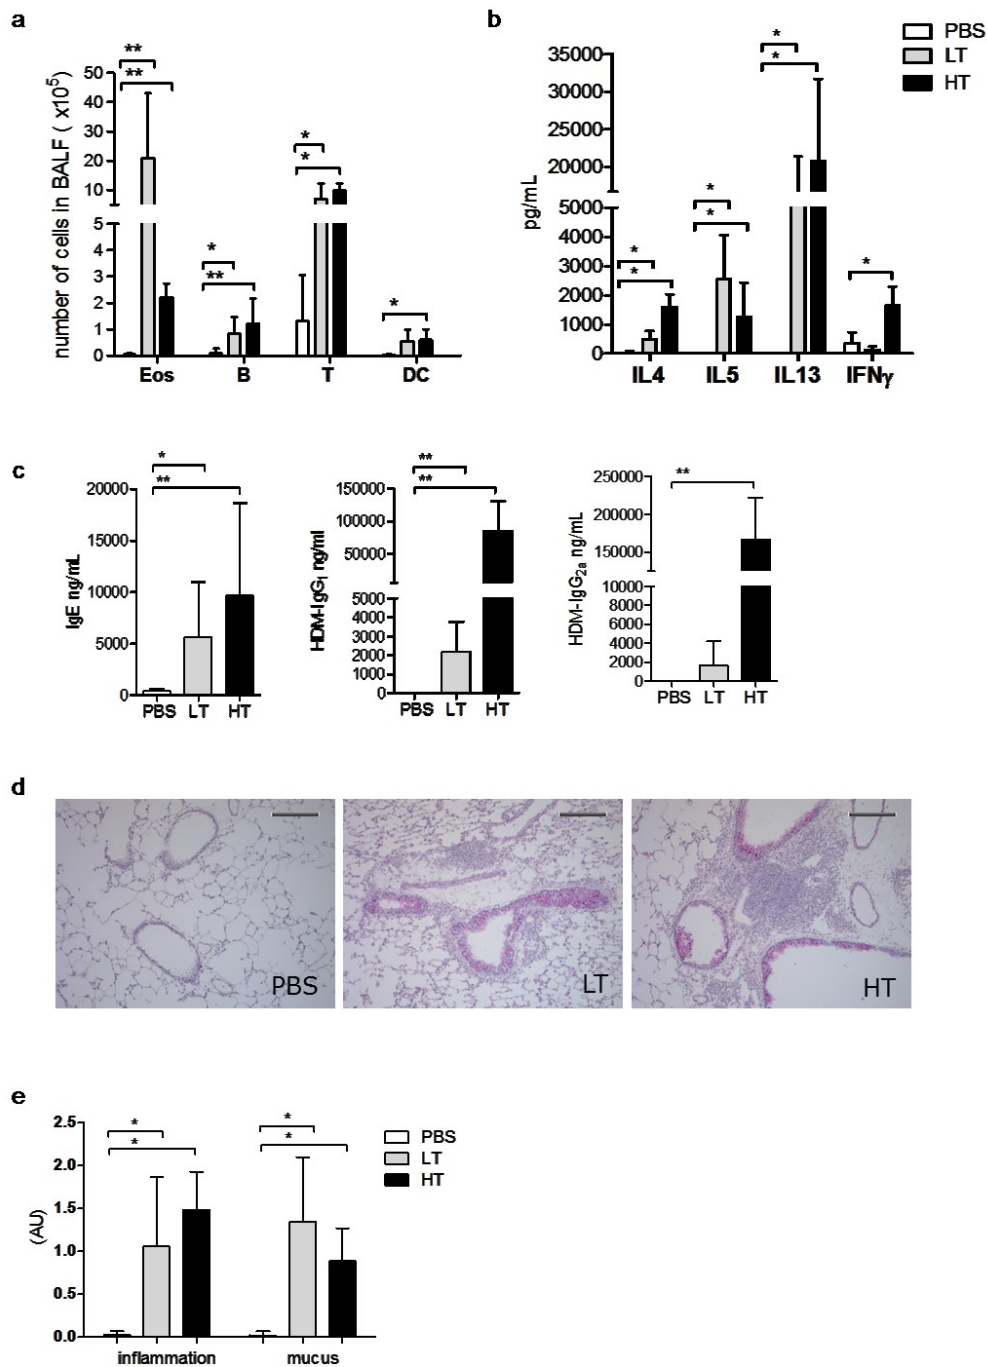 a
number of cells in BALF ( x10⁵)
50
40
30
20
10
5
4
3
2
1
0
**
**
*
**
*
*
*
Eos B T DC
b
pg/mL
35000
30000
25000
20000
5000
4000
3000
2000
1000
0
*
*
*
*
*
*
*
IL4 IL5 IL13 IFNγ
PBS
LT
HT
c
IgE ng/mL
20000
15000
10000
5000
0
*
**
PBS LT HT
HDM-IgG₁ ng/ml
150000
100000
50000
5000
4000
3000
2000
1000
0
**
**
PBS LT HT
HDM-IgG₂ₐ ng/mL
250000
200000
150000
10000
8000
6000
4000
2000
0
**
PBS LT HT
d
PBS
LT
HT
e
(AU)
2.5
2.0
1.5
1.0
0.5
0.0
*
*
*
*
inflammation mucus
PBS
LT
HT